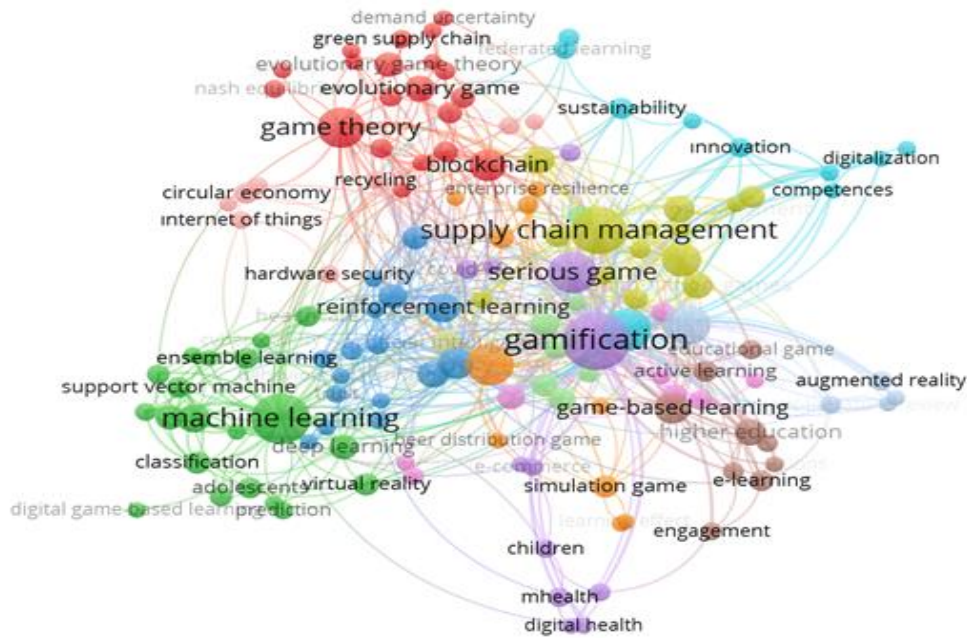 demand uncertainty
green supply chain
federated learning
evolutionary game theory
nash equilibrium
evolutionary game
sustainability
game theory
innovation
digitalization
blockchain
recycling
enterprise resilience
competences
circular economy
internet of things
supply chain management
hardware security
serious game
reinforcement learning
gamification
educational game
ensemble learning
active learning
augmented reality
support vector machine
game-based learning
machine learning
higher education
deep learning
beer distribution game
classification
e-commerce
adolescents
virtual reality
simulation game
e-learning
digital game-based learning
prediction
learning effect
engagement
children
mhealth
digital health